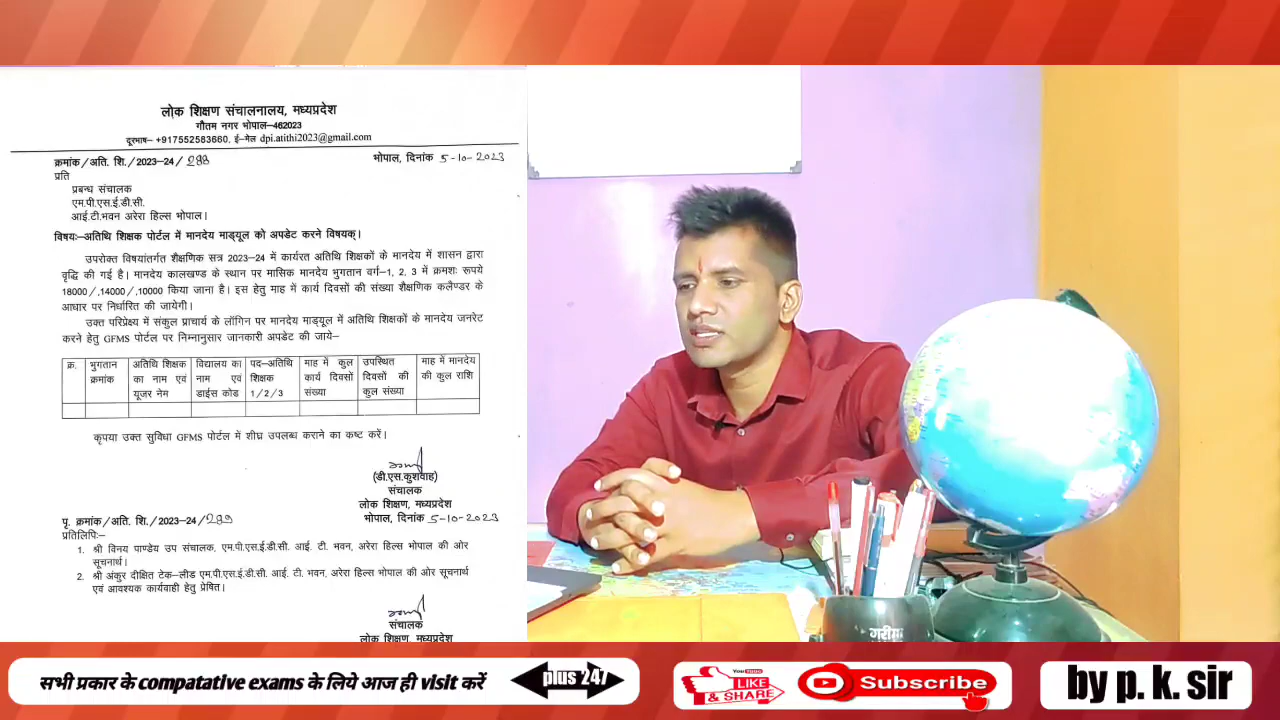 लोक शिक्षण संचालनालय, मध्यप्रदेश
गौतम नगर भोपाल–462023
दूरभाष– +917552583660, ई–मेल dpi.atithi2023@gmail.com
क्रमांक/अति. शि./2023–24/
भोपाल, दिनांक 5-10-2023
प्रति
प्रबन्ध संचालक
एम.पी.एस.ई.डी.सी.
आई.टी.भवन अरेरा हिल्स भोपाल।
विषयः–अतिथि शिक्षक पोर्टल में मानदेय माड्यूल को अपडेट करने विषयक्।
उपरोक्त विषयांतर्गत शैक्षणिक सत्र 2023–24 में कार्यरत अतिथि शिक्षकों के मानदेय में शासन द्वारा
वृद्धि की गई है। मानदेय कालखण्ड के स्थान पर मासिक मानदेय भुगतान वर्ग–1, 2, 3 में क्रमशः रूपये
18000/,14000/,10000 किया जाना है। इस हेतु माह में कार्य दिवसों की संख्या शैक्षणिक कलैण्डर के
आधार पर निर्धारित की जायेगी।
उक्त परिप्रेक्ष्य में संकुल प्राचार्य के लॉगिन पर मानदेय माड्यूल में अतिथि शिक्षकों के मानदेय जनरेट
करने हेतु GFMS पोर्टल पर निम्नानुसार जानकारी अपडेट की जाये–
क्र. भुगतान अतिथि शिक्षक विद्यालय का पद–अतिथि माह में कुल उपस्थित माह में मानदेय
क्रमांक का नाम एवं नाम एवं शिक्षक कार्य दिवसों दिवसों की की कुल राशि
यूजर नेम डाईस कोड 1/2/3 संख्या कुल संख्या
कृपया उक्त सुविधा GFMS पोर्टल में शीघ्र उपलब्ध कराने का कष्ट करें।
(डी.एस.कुशवाह)
संचालक
लोक शिक्षण, मध्यप्रदेश
पृ. क्रमांक/अति. शि./2023–24/
भोपाल, दिनांक 5-10-2023
प्रतिलिपिः–
1. श्री विनय पाण्डेय उप संचालक, एम.पी.एस.ई.डी.सी. आई. टी. भवन, अरेरा हिल्स भोपाल की ओर
सूचनार्थ।
2. श्री अंकुर दीक्षित टेक–लीड एम.पी.एस.ई.डी.सी. आई. टी. भवन, अरेरा हिल्स भोपाल की ओर सूचनार्थ
एवं आवश्यक कार्यवाही हेतु प्रेषित।
संचालक
लोक शिक्षण, मध्यप्रदेश
गरीमा
सभी प्रकार के compatative exams के लिये आज ही visit करें
plus 247
YouTube
LIKE
& SHARE
Subscribe
by p. k. sir